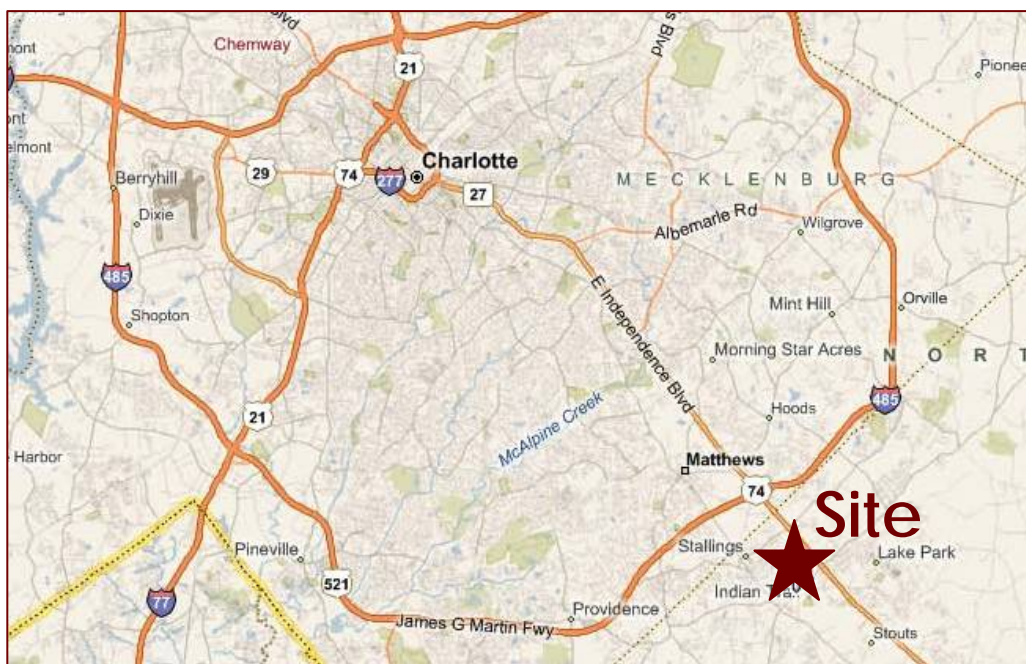 Blvd
Blvd
Chemway
21
Pionee
Berryhill
29
74
277
Charlotte
27
MECKLENBURG
Dixie
Albemarle Rd
Wilgrove
485
Shopton
E Independence Blvd
Mint Hill
Orville
Morning Star Acres
NORT
21
McAlpine Creek
Hoods
485
Harbor
Matthews
74
Site
Pineville
Stallings
Lake Park
521
Indian
77
James G Martin Fwy
Providence
Stouts